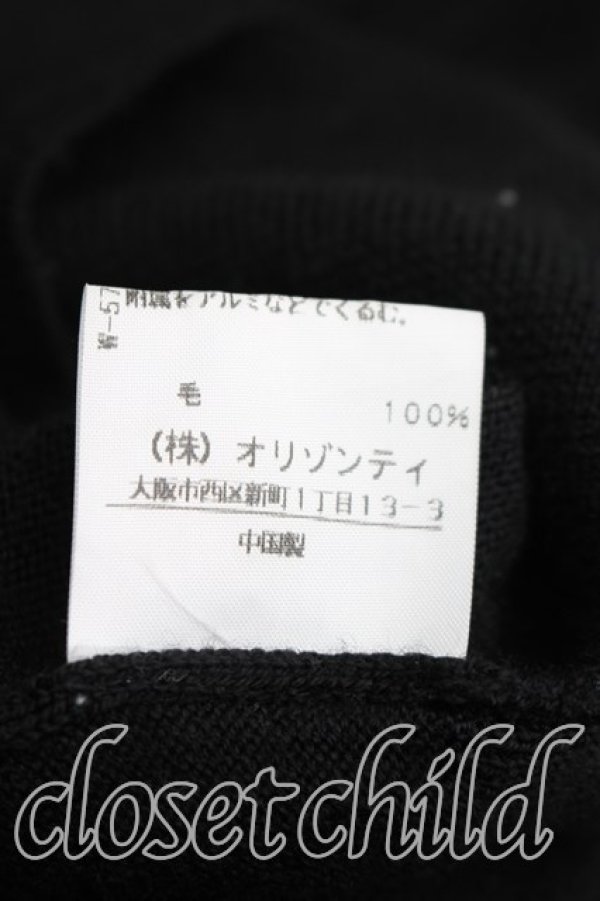 附属をアルミなどでくるむ。
-57
毛 100%
(株) オリゾンティ
大阪市西区新町1丁目13-3
中国製
closet child